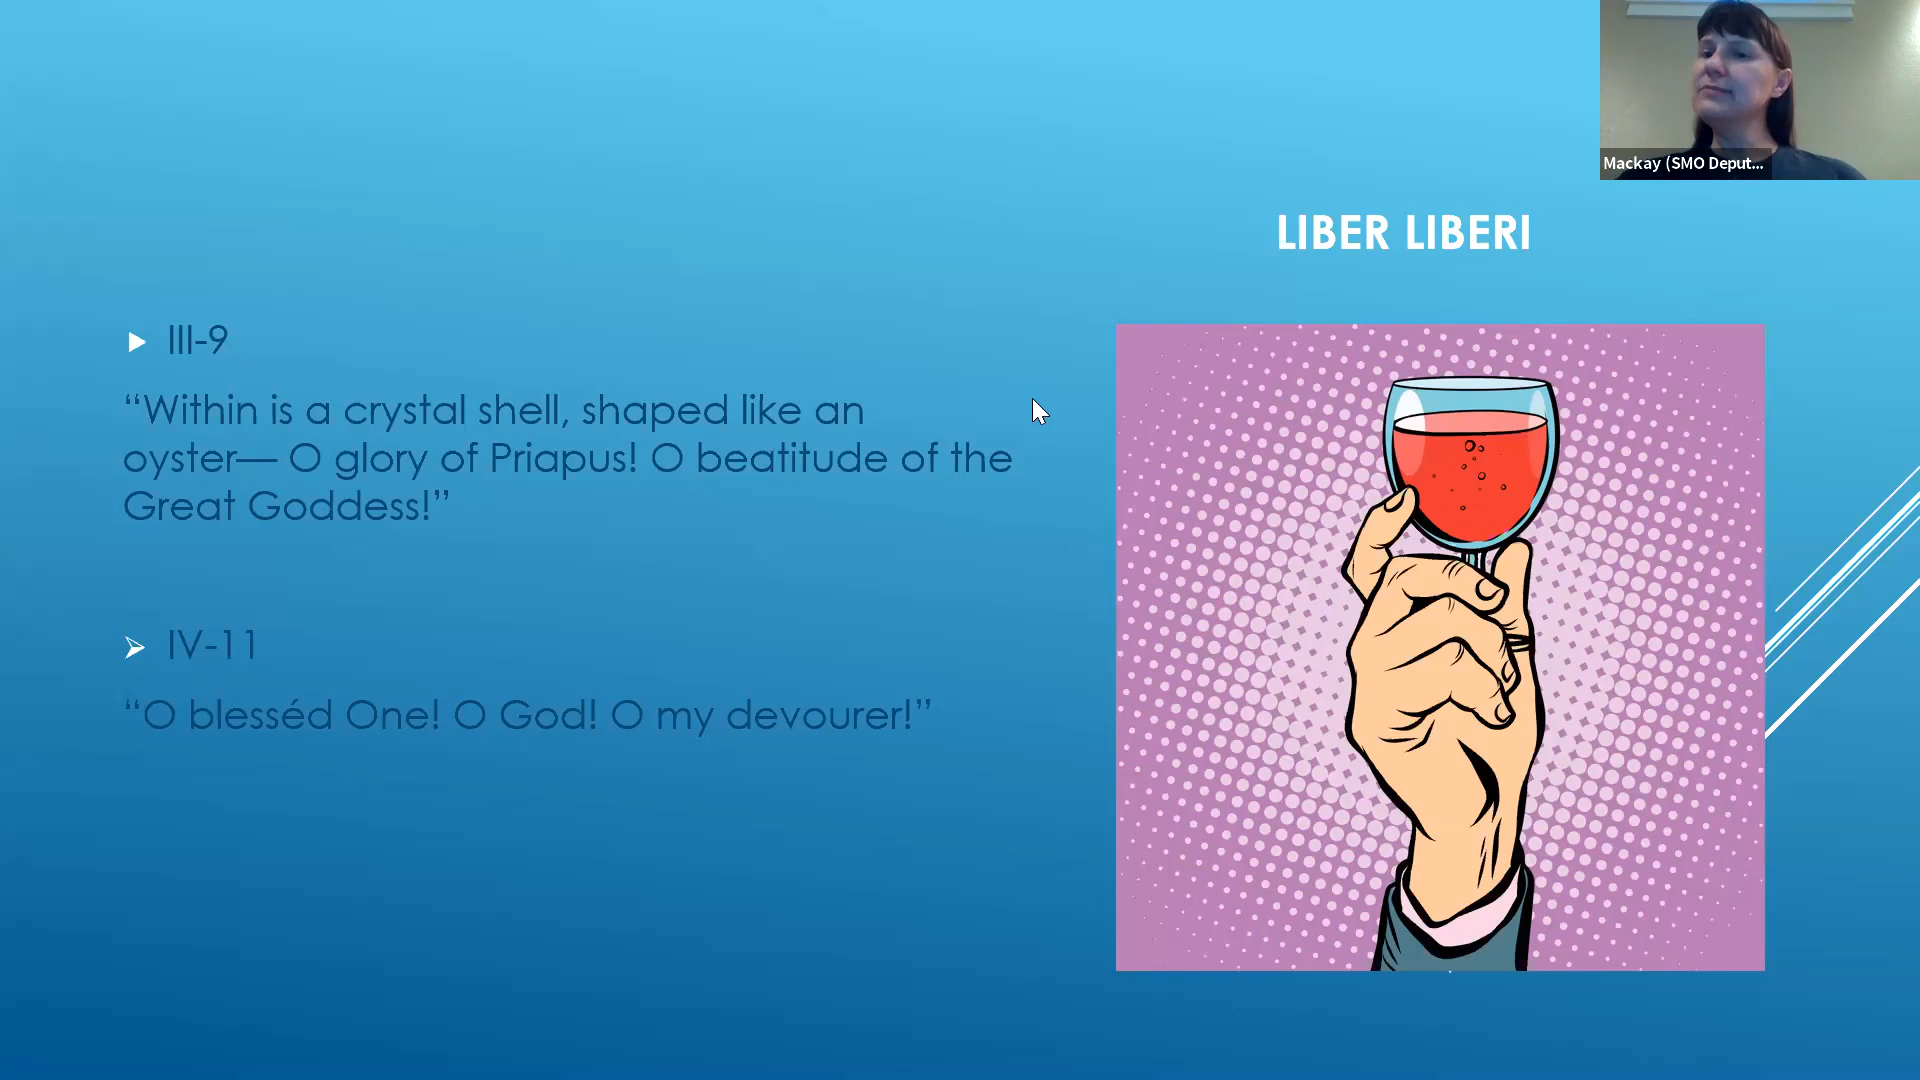 Mackay (SMO Deput...
LIBER LIBERI
III-9
“Within is a crystal shell, shaped like an
oyster— O glory of Priapus! O beatitude of the
Great Goddess!”
IV-11
“O blesséd One! O God! O my devourer!”